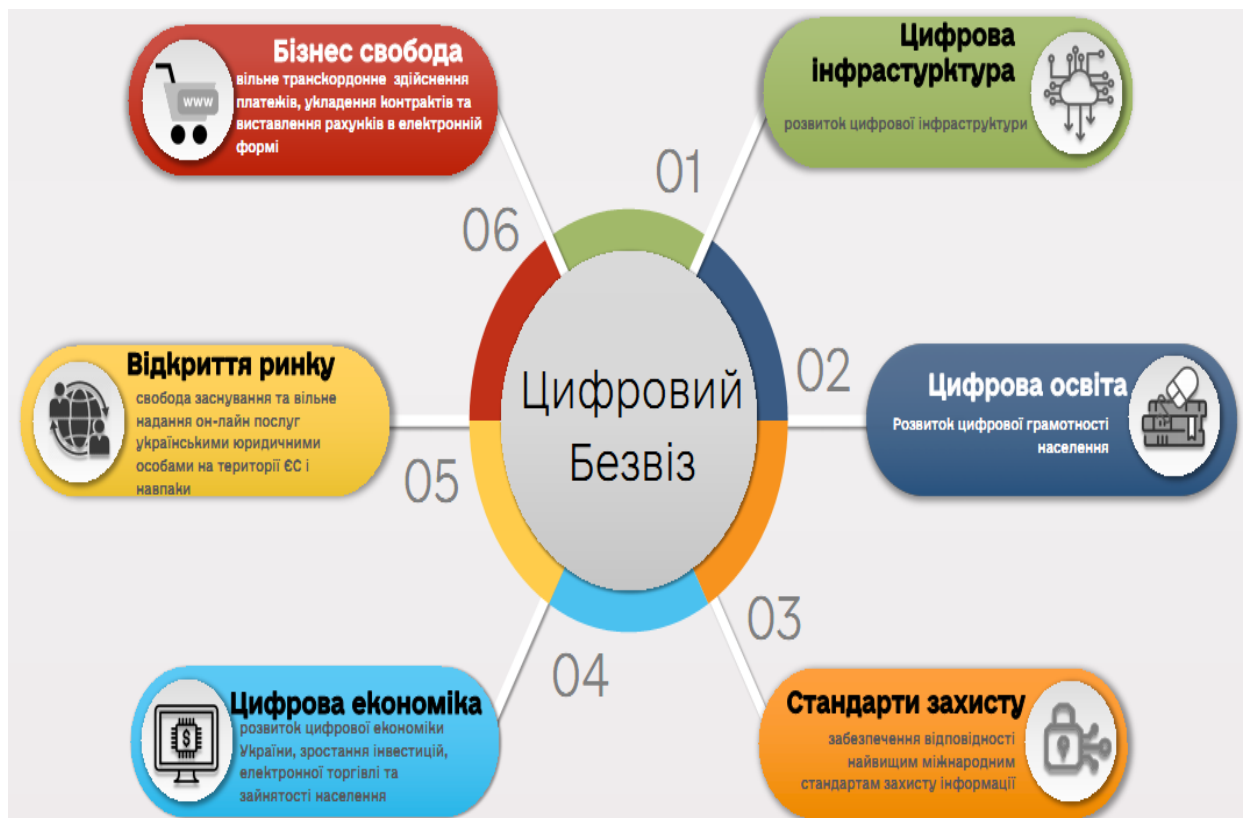 Бізнес свобода
вільне транскордонне здійснення
платежів, укладення контрактів та
виставлення рахунків в електронній
формі
www
Цифрова
інфрастурктура
розвиток цифрової інфраструктури
01
06
Відкриття ринку
свобода заснування та вільне
надання он-лайн послуг
українськими юридичними
особами на території ЄС і
навпаки
Цифровий
Безвіз
02
Цифрова освіта
Розвиток цифрової грамотності
населення
05
03
04
Цифрова економіка
розвиток цифрової економіки
України, зростання інвестицій,
електронної торгівлі та
зайнятості населення
$
Стандарти захисту
забезпечення відповідності
найвищим міжнародним
стандартам захисту інформації